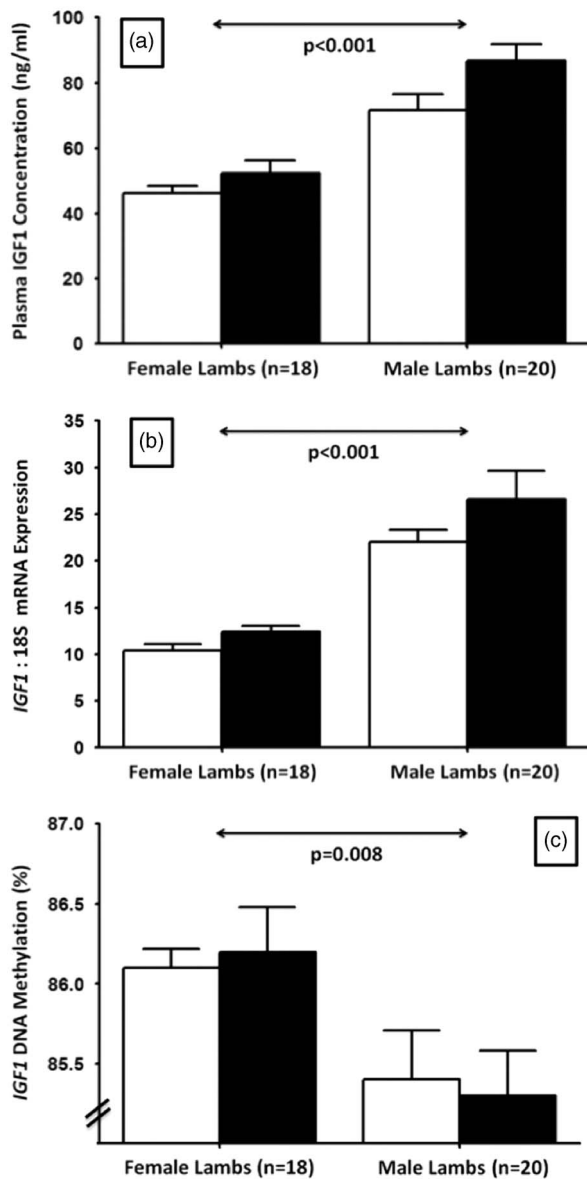 (a)
p<0.001
Plasma IGF1 Concentration (ng/ml)
100
80
60
40
20
0
Female Lambs (n=18) Male Lambs (n=20)
(b)
p<0.001
IGF1 : 18S mRNA Expression
35
30
25
20
15
10
5
0
Female Lambs (n=18) Male Lambs (n=20)
(c)
p=0.008
IGF1 DNA Methylation (%)
87.0
86.5
86.0
85.5
Female Lambs (n=18) Male Lambs (n=20)